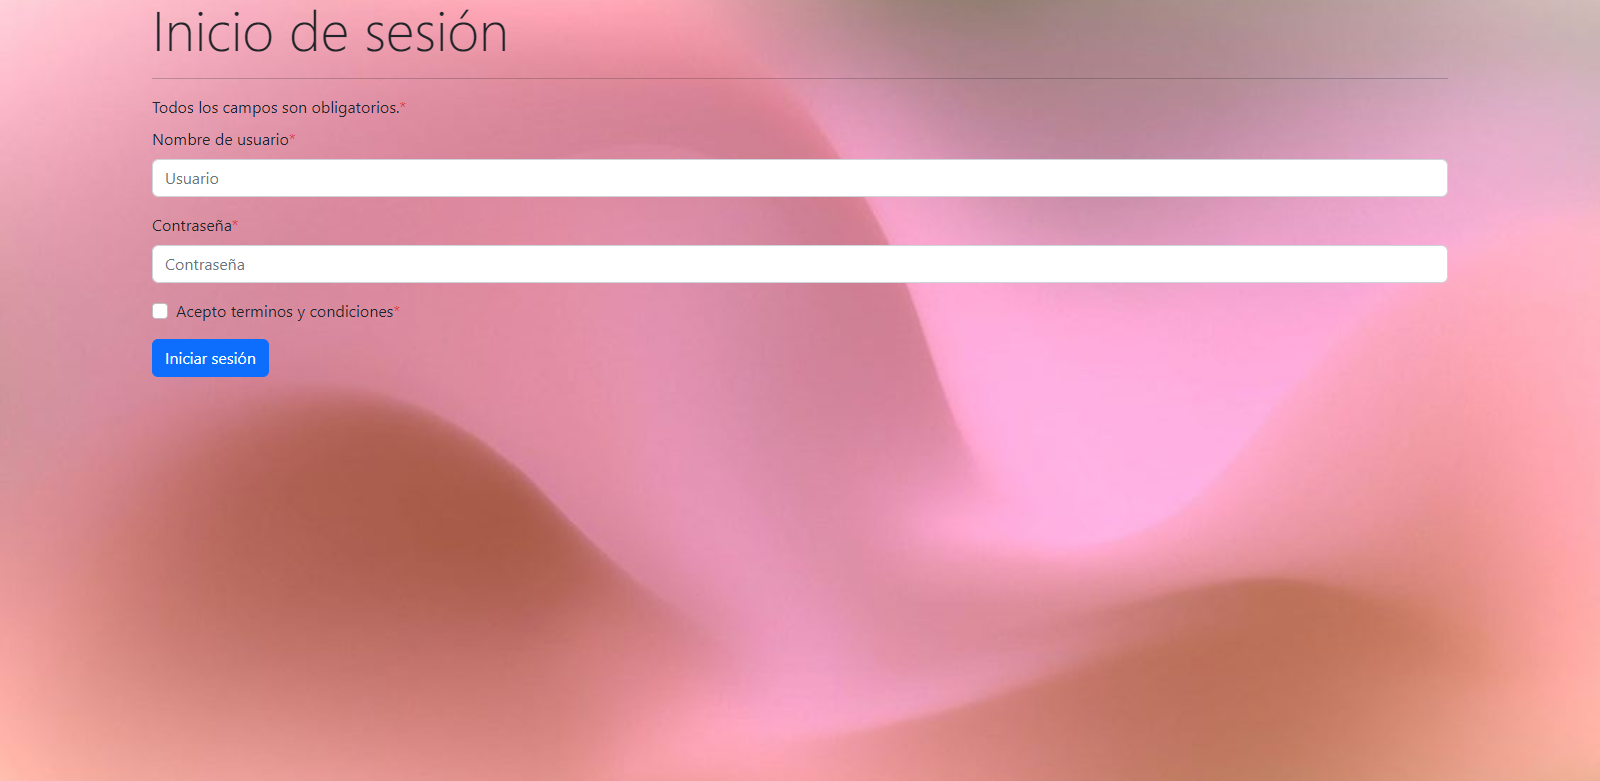 Inicio de sesión
Todos los campos son obligatorios.*
Nombre de usuario*
Usuario
Contraseña*
Contraseña
Acepto terminos y condiciones*
Iniciar sesión